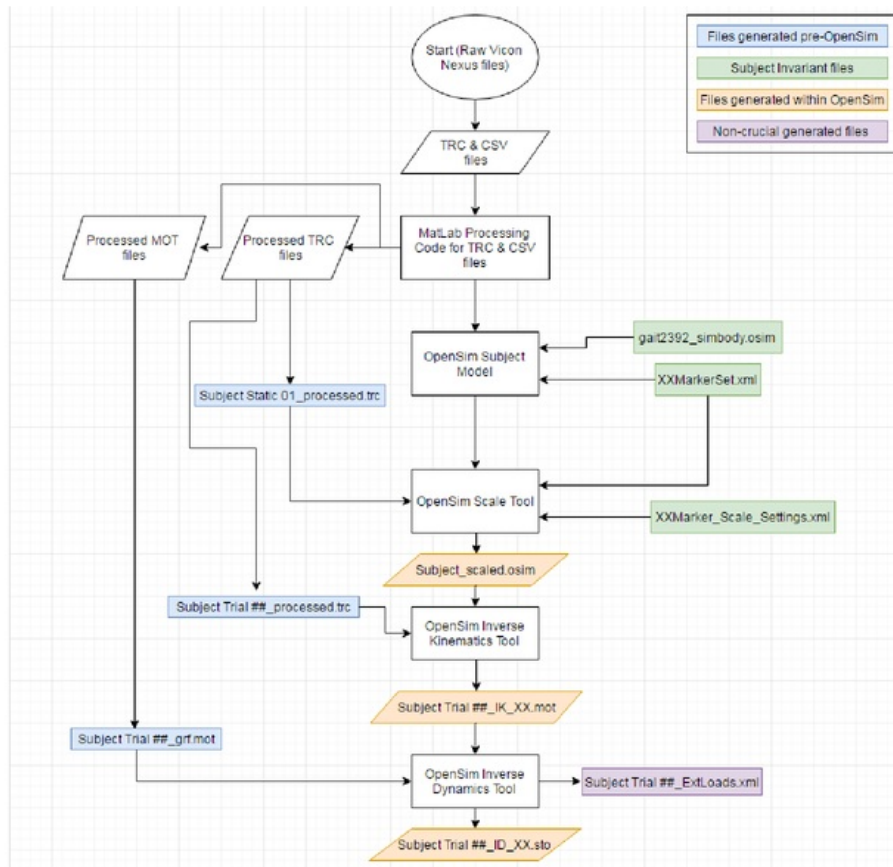 Start (Raw Vicon
Nexus files)
Files generated pre-OpenSim
Subject Invariant files
Files generated within OpenSim
Non-crucial generated files
TRC & CSV
files
Processed MOT
files
Processed TRC
files
MatLab Processing
Code for TRC & CSV
files
OpenSim Subject
Model
gait2392_simbody.osim
XXMarkerSet.xml
Subject Static 01_processed.trc
OpenSim Scale Tool
XXMarker_Scale_Settings.xml
Subject_scaled.osim
Subject Trial ##_processed.trc
OpenSim Inverse
Kinematics Tool
Subject Trial ##_IK_XX.mot
Subject Trial ##_grf.mot
OpenSim Inverse
Dynamics Tool
Subject Trial ##_ExtLoads.xml
Subject Trial ##_ID_XX.sto